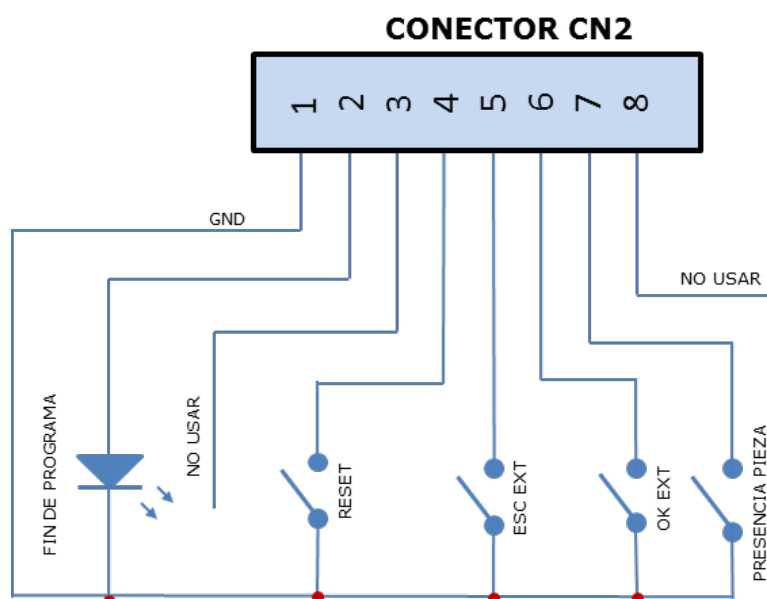 CONECTOR CN2
1 2 3 4 5 6 7 8
GND
NO USAR
FIN DE PROGRAMA
NO USAR
RESET
ESC EXT
OK EXT
PRESENCIA PIEZA